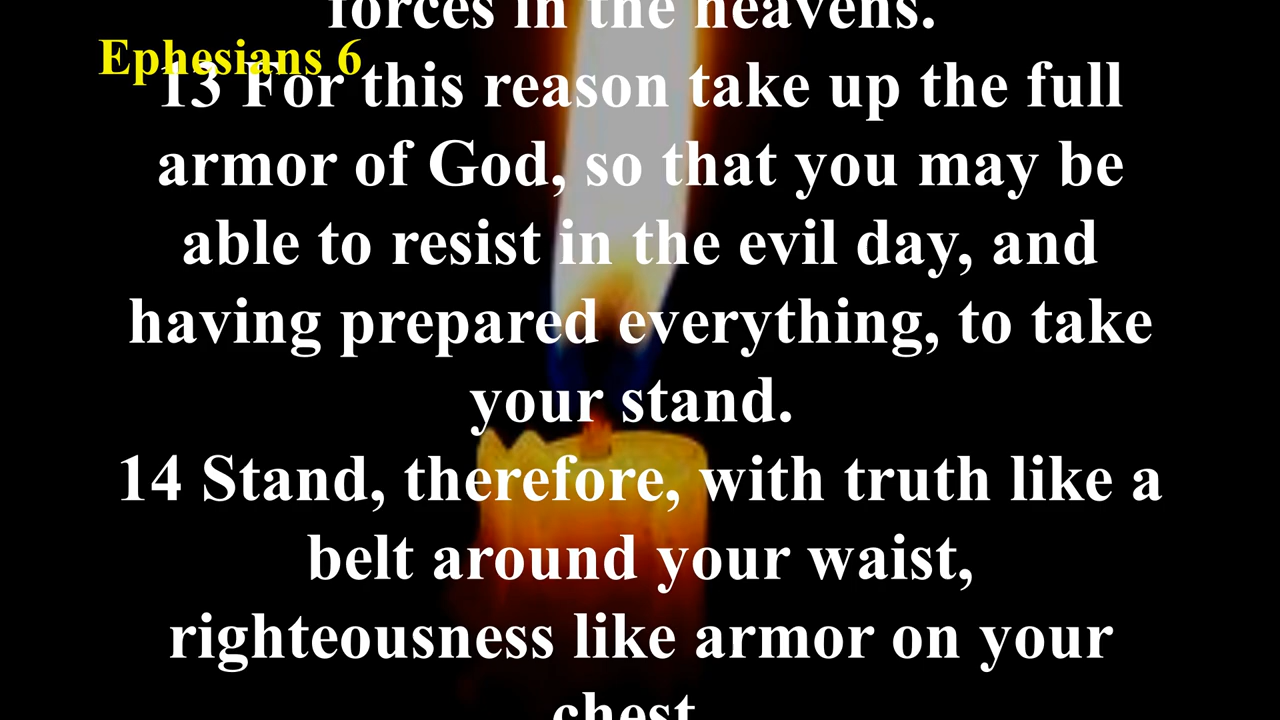 forces in the heavens.
Ephesians 6
13 For this reason take up the full
armor of God, so that you may be
able to resist in the evil day, and
having prepared everything, to take
your stand.
14 Stand, therefore, with truth like a
belt around your waist,
righteousness like armor on your
chest